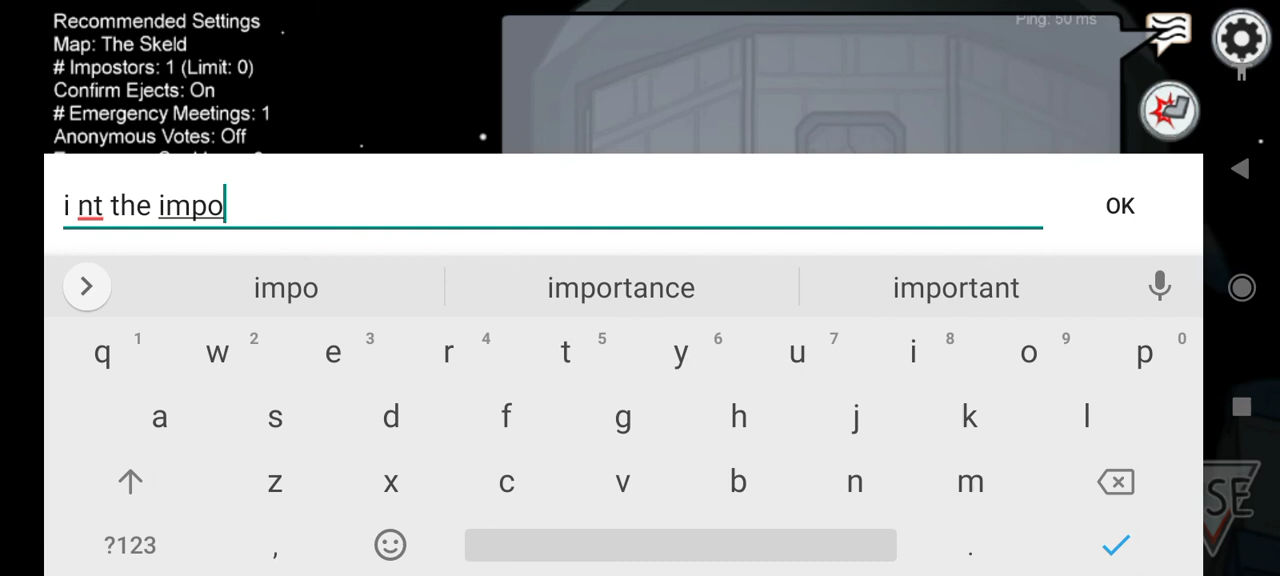 Recommended Settings
Map: The Skeld
# Impostors: 1 (Limit: 0)
Confirm Ejects: On
# Emergency Meetings: 1
Anonymous Votes: Off
Ping: 50 ms
i nt the impo
OK
impo importance important
q 1 w 2 e 3 r 4 t 5 y 6 u 7 i 8 o 9 p 0
a s d f g h j k l
z x c v b n m
?123 , .
SE